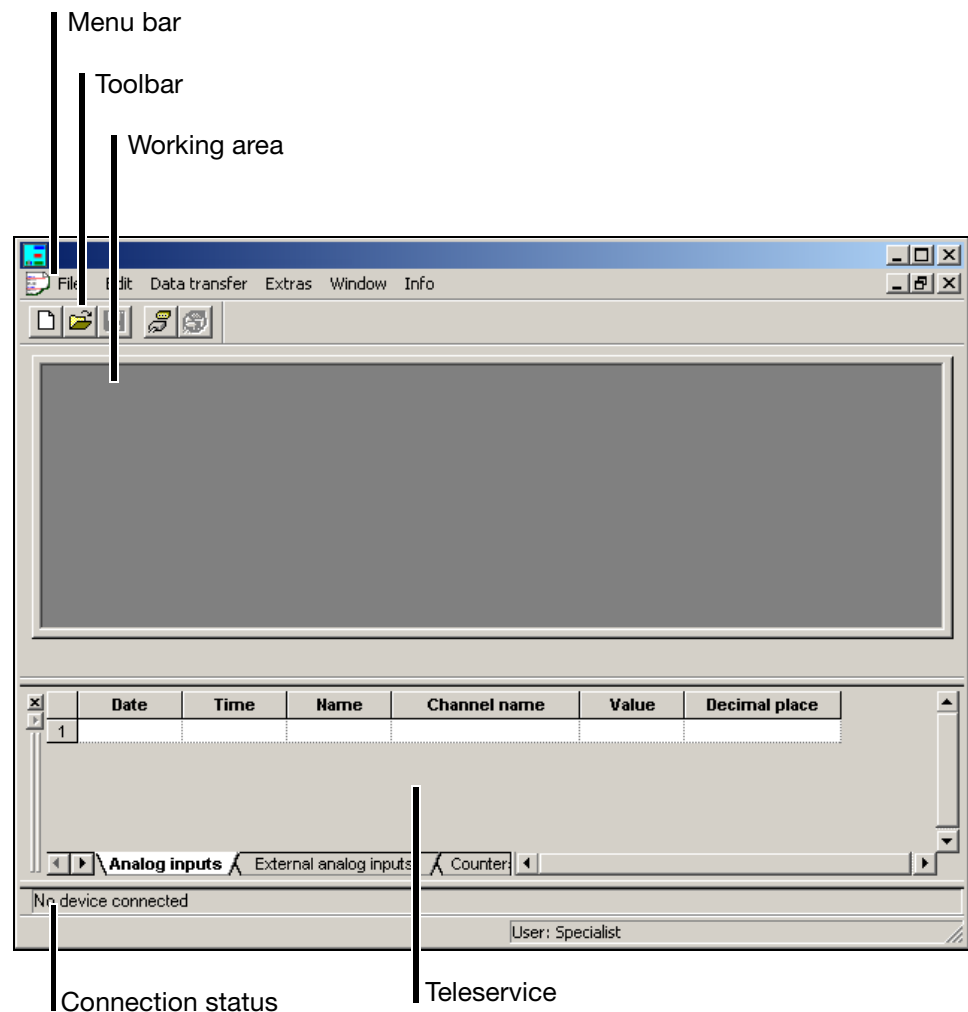 Menu bar
Toolbar
Working area
File Edit Data transfer Extras Window Info
Date Time Name Channel name Value Decimal place
1
Analog inputs External analog inputs Counter
No device connected
User: Specialist
Connection status
Teleservice